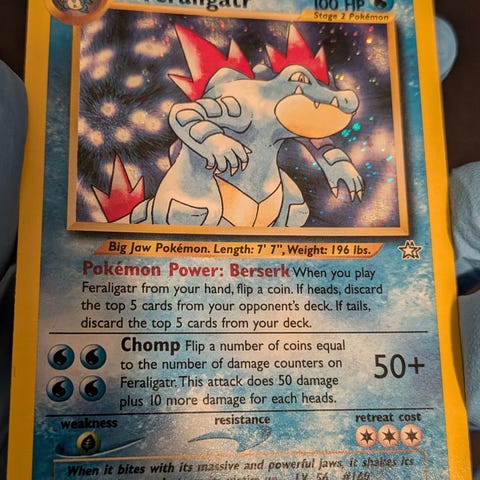 Feraligatr
100 HP
Stage 2 Pokémon
Big Jaw Pokémon. Length: 7' 7", Weight: 196 lbs.
Pokémon Power: Berserk When you play
Feraligatr from your hand, flip a coin. If heads, discard
the top 5 cards from your opponent's deck. If tails,
discard the top 5 cards from your deck.
Chomp Flip a number of coins equal
to the number of damage counters on
Feraligatr. This attack does 50 damage
plus 10 more damage for each heads.
50+
weakness
resistance
retreat cost
When it bites with its massive and powerful jaws, it shakes its
LV. 56 #160